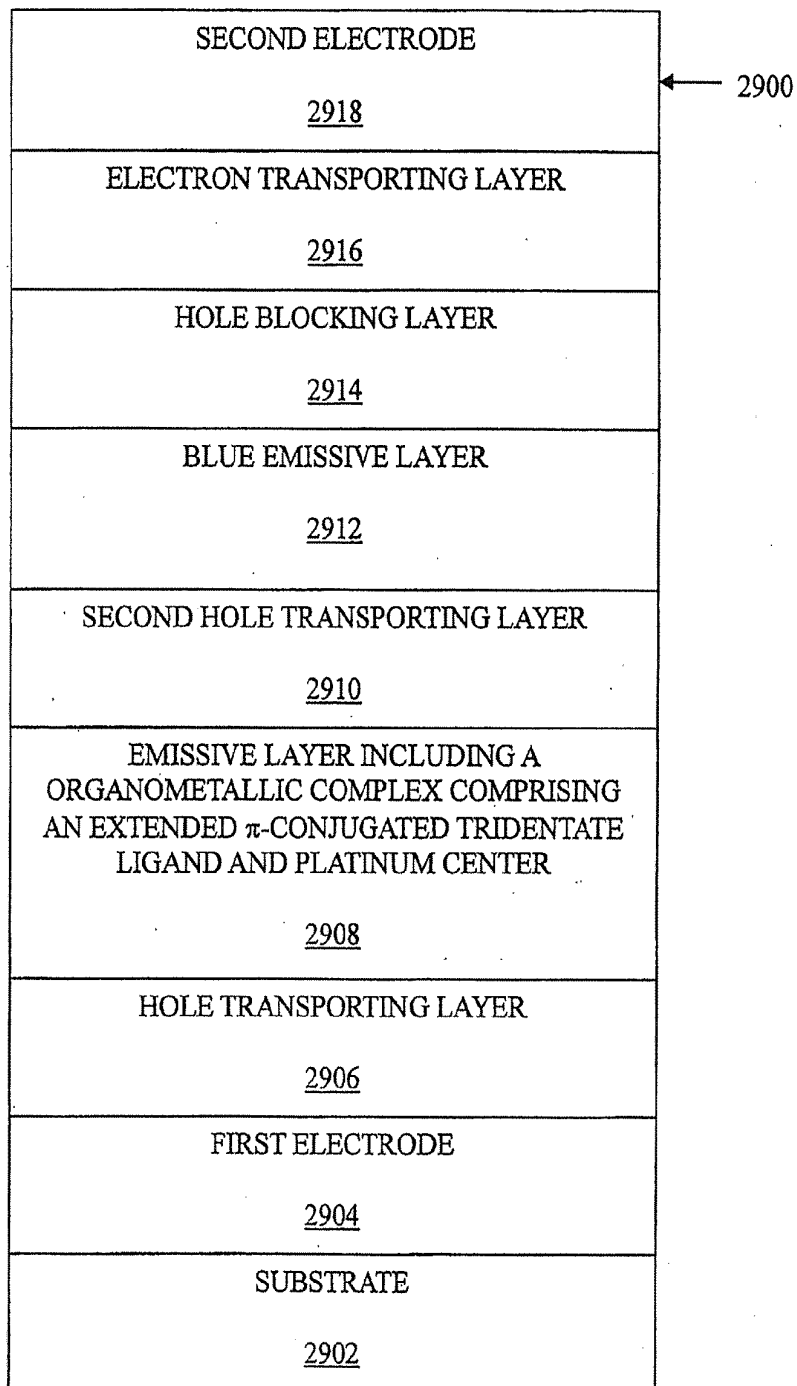 SECOND ELECTRODE
2918
2900
ELECTRON TRANSPORTING LAYER
2916
HOLE BLOCKING LAYER
2914
BLUE EMISSIVE LAYER
2912
SECOND HOLE TRANSPORTING LAYER
2910
EMISSIVE LAYER INCLUDING A
ORGANOMETALLIC COMPLEX COMPRISING
AN EXTENDED π-CONJUGATED TRIDENTATE
LIGAND AND PLATINUM CENTER
2908
HOLE TRANSPORTING LAYER
2906
FIRST ELECTRODE
2904
SUBSTRATE
2902